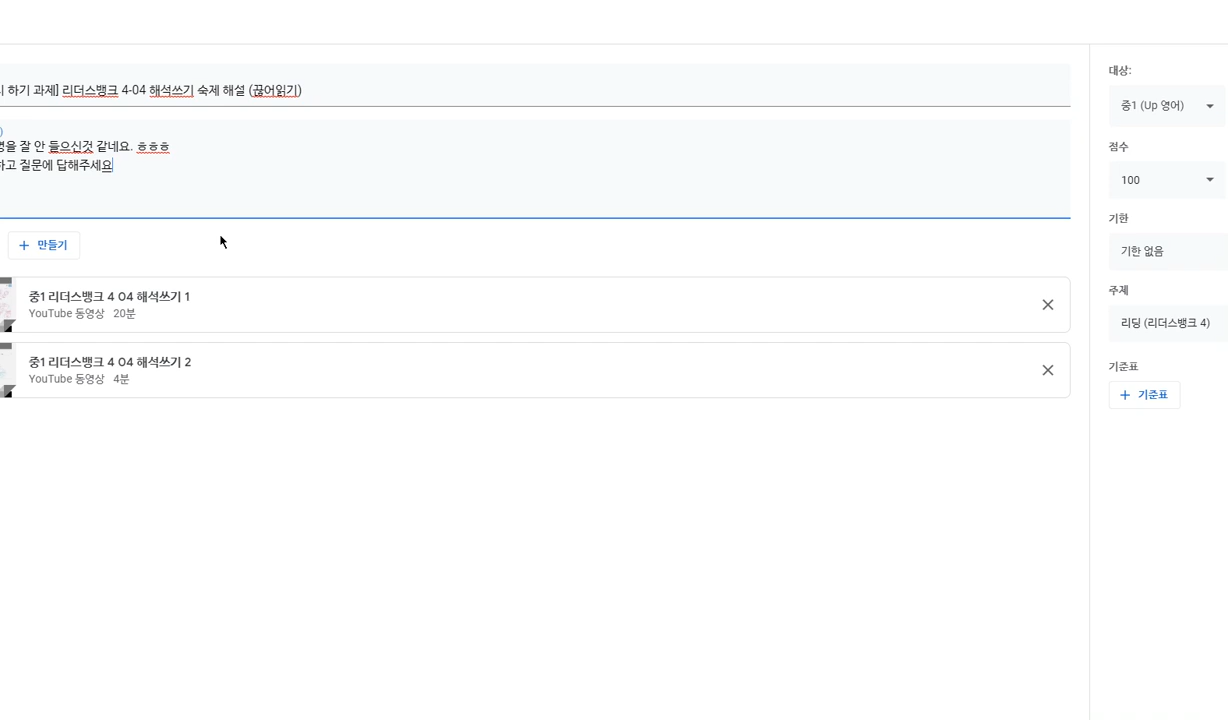 하기 과제] 리더스뱅크 4-04 해석쓰기 숙제 해설 (끊어읽기)
)
잘 안 들으신것 같네요. ㅎㅎㅎ
하고 질문에 답해주세요
+ 만들기
중1 리더스뱅크 4 04 해석쓰기 1
YouTube 동영상 20분
중1 리더스뱅크 4 04 해석쓰기 2
YouTube 동영상 4분
대상:
중1 (Up 영어)
점수
100
기한
기한 없음
주제
리딩 (리더스뱅크 4)
기준표
+ 기준표